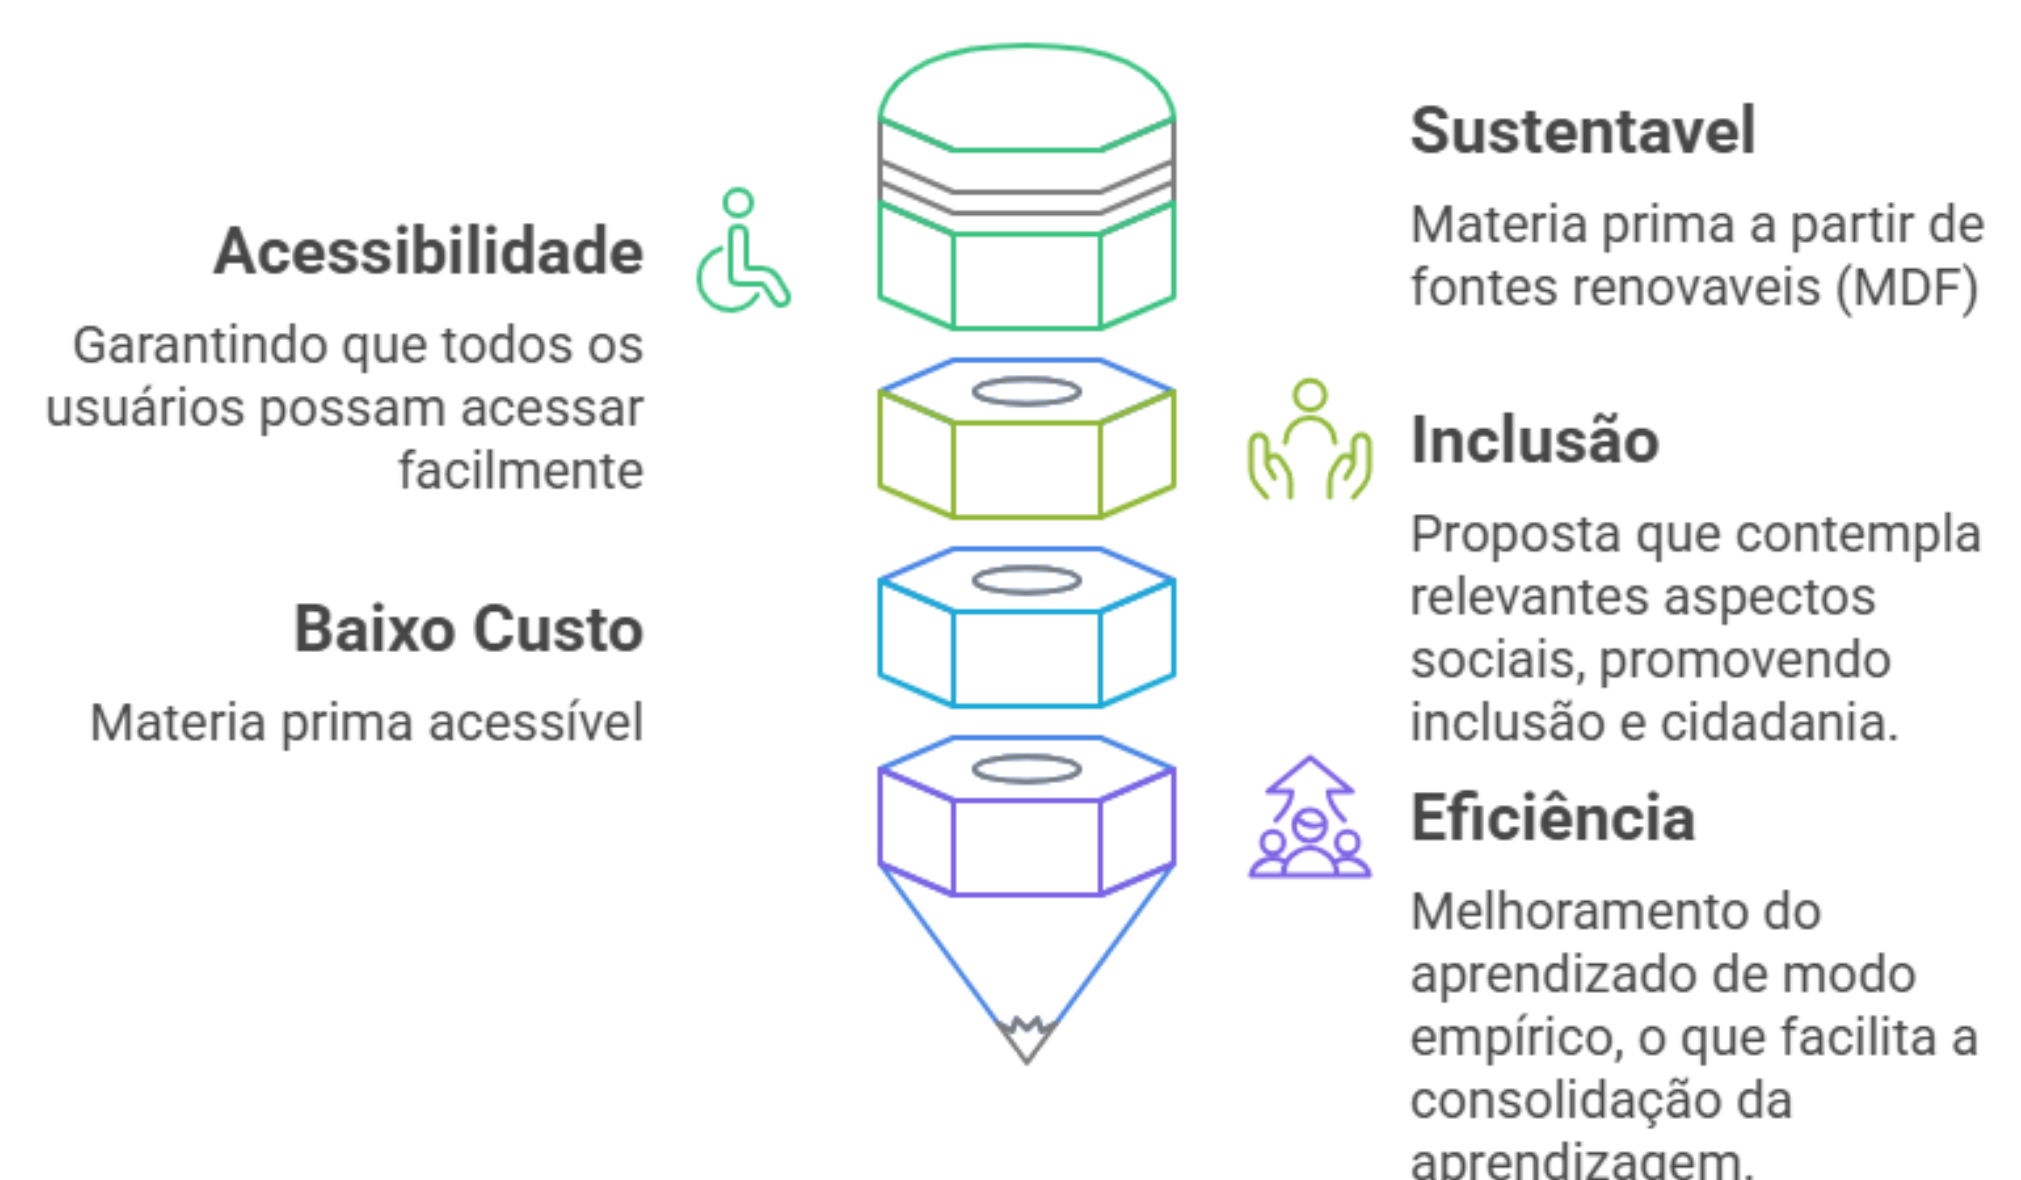 Acessibilidade
Garantindo que todos os
usuários possam acessar
facilmente
Baixo Custo
Materia prima acessível
Sustentavel
Materia prima a partir de
fontes renovaveis (MDF)
Inclusão
Proposta que contempla
relevantes aspectos
sociais, promovendo
inclusão e cidadania.
Eficiência
Melhoramento do
aprendizado de modo
empírico, o que facilita a
consolidação da
aprendizagem.